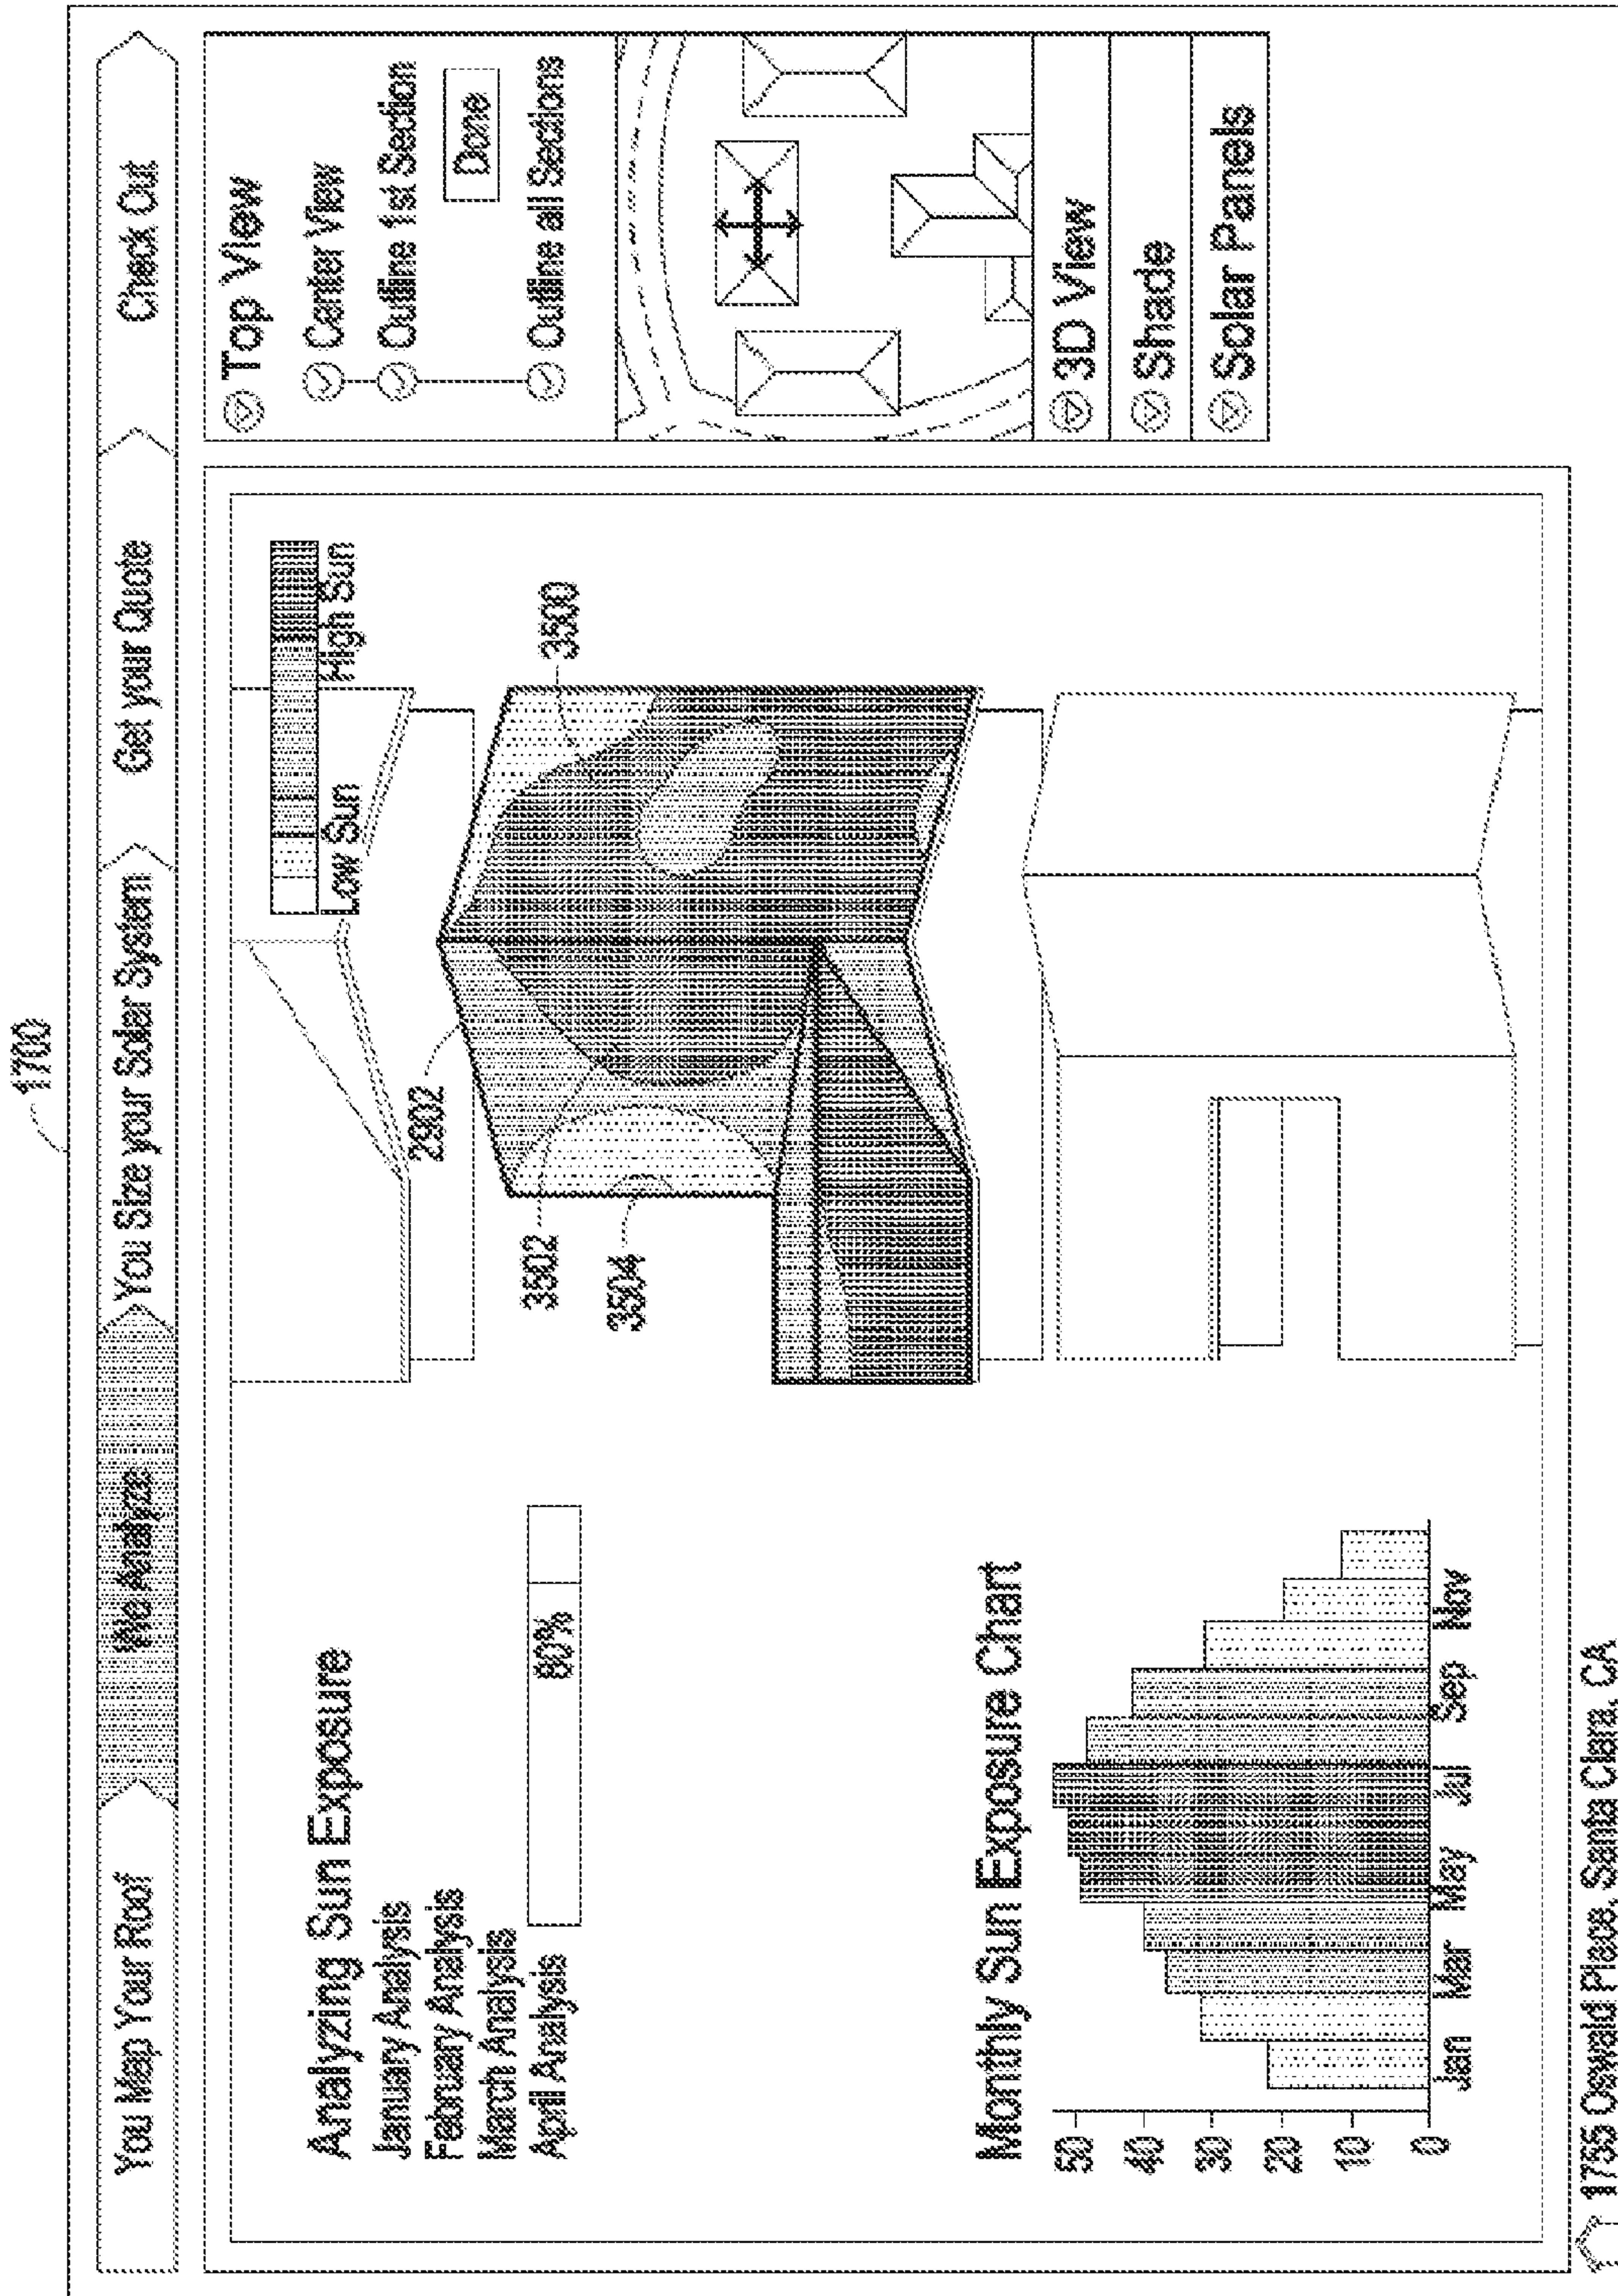 1700
You Map Your Roof
We Analyze
You Size your Solar System
Get your Quote
Check Out
Analyzing Sun Exposure
January Analysis
February Analysis
March Analysis
April Analysis
80%
Monthly Sun Exposure Chart
50
40
30
20
10
0
Jan
Mar
May
Jul
Sep
Nov
Low Sun
High Sun
2902
3500
3502
3504
Top View
Center View
Outline 1st Section
Done
Outline all Sections
3D View
Shade
Solar Panels
1755 Oswald Place, Santa Clara, CA